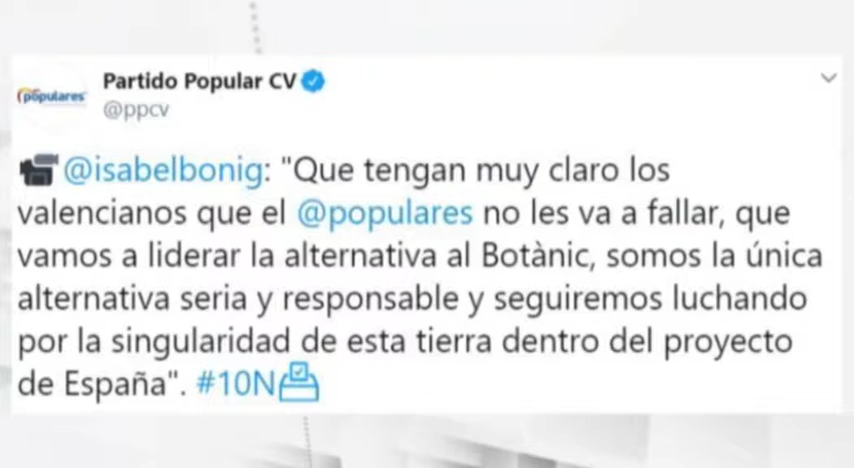 populares
Partido Popular CV
@ppcv
@isabelbonig: "Que tengan muy claro los
valencianos que el @populares no les va a fallar, que
vamos a liderar la alternativa al Botànic, somos la única
alternativa seria y responsable y seguiremos luchando
por la singularidad de esta tierra dentro del proyecto
de España". #10N